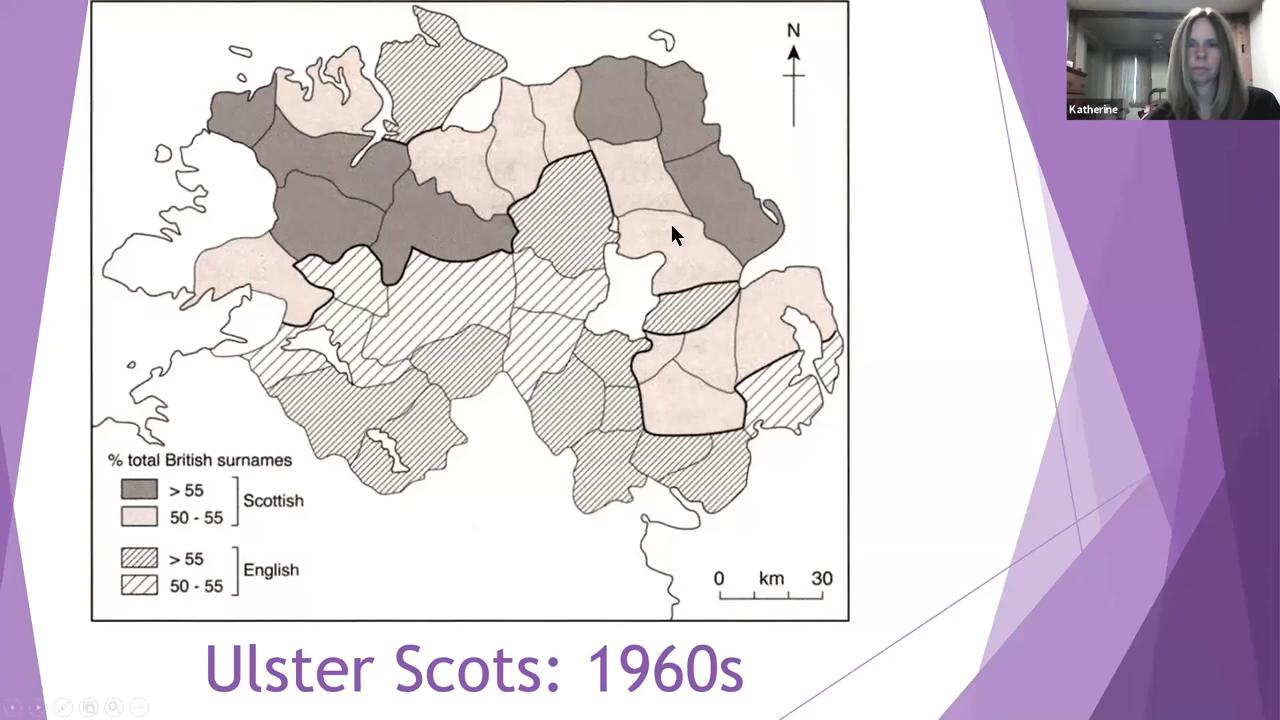 N
Katherine
% total British surnames
> 55
50 - 55
Scottish
> 55
50 - 55
English
0 km 30
Ulster Scots: 1960s